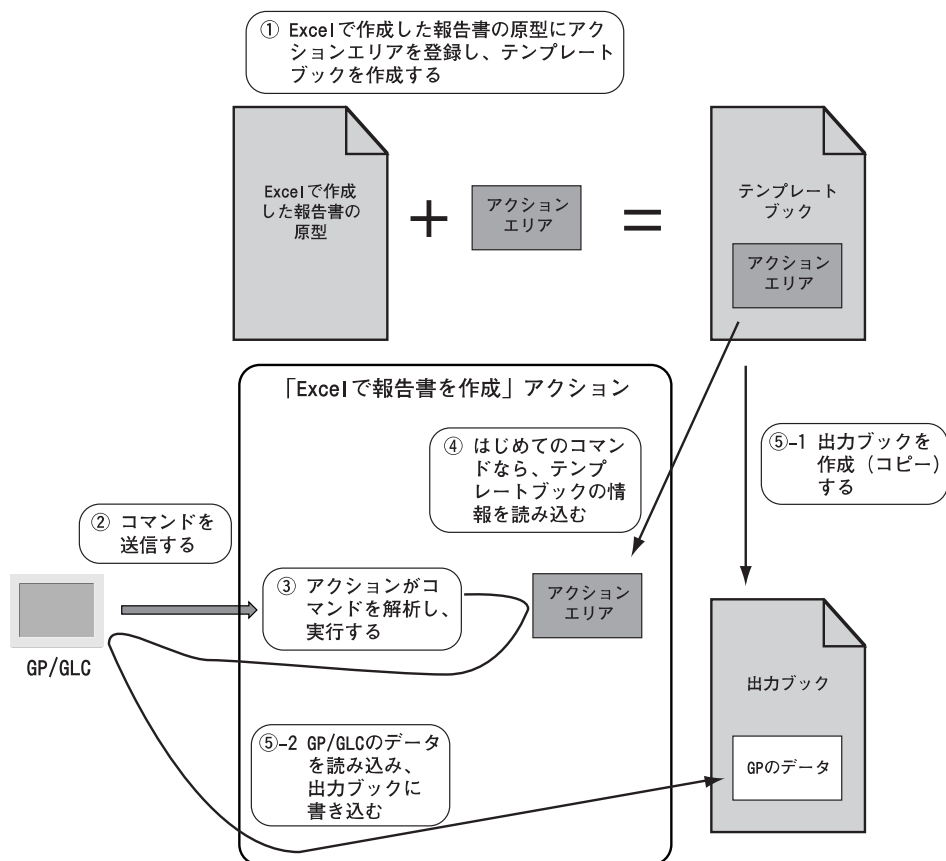 ① Excelで作成した報告書の原型にアク
ションエリアを登録し、テンプレート
ブックを作成する
Excelで作成
した報告書の
原型
+
アクション
エリア
=
テンプレート
ブック
アクション
エリア
「Excelで報告書を作成」アクション
④ はじめてのコマン
ドなら、テンプ
レートブックの情
報を読み込む
⑤-1 出力ブックを
作成（コピー）
する
② コマンドを
送信する
③ アクションがコ
マンドを解析し、
実行する
アクション
エリア
GP/GLC
出力ブック
⑤-2 GP/GLCのデータ
を読み込み、
出力ブックに
書き込む
GPのデータ